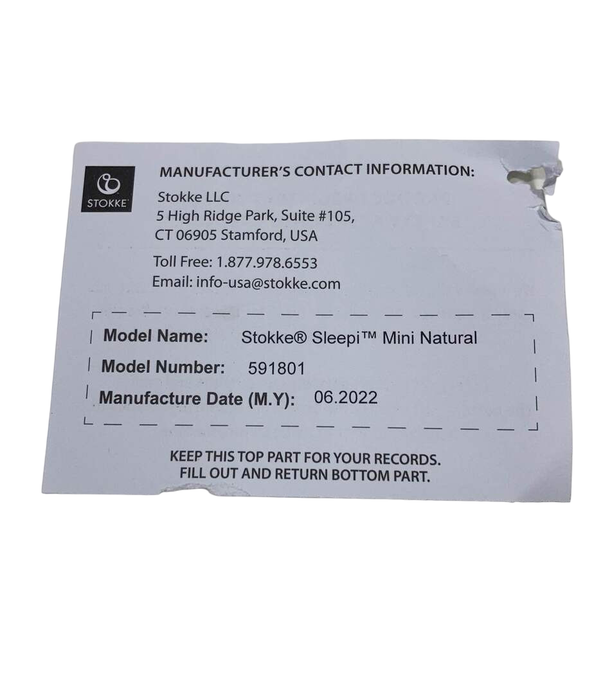 STOKKE
MANUFACTURER'S CONTACT INFORMATION:
Stokke LLC
5 High Ridge Park, Suite #105,
CT 06905 Stamford, USA
Toll Free: 1.877.978.6553
Email: info-usa@stokke.com
Model Name: Stokke® Sleepi™ Mini Natural
Model Number: 591801
Manufacture Date (M.Y): 06.2022
KEEP THIS TOP PART FOR YOUR RECORDS.
FILL OUT AND RETURN BOTTOM PART.